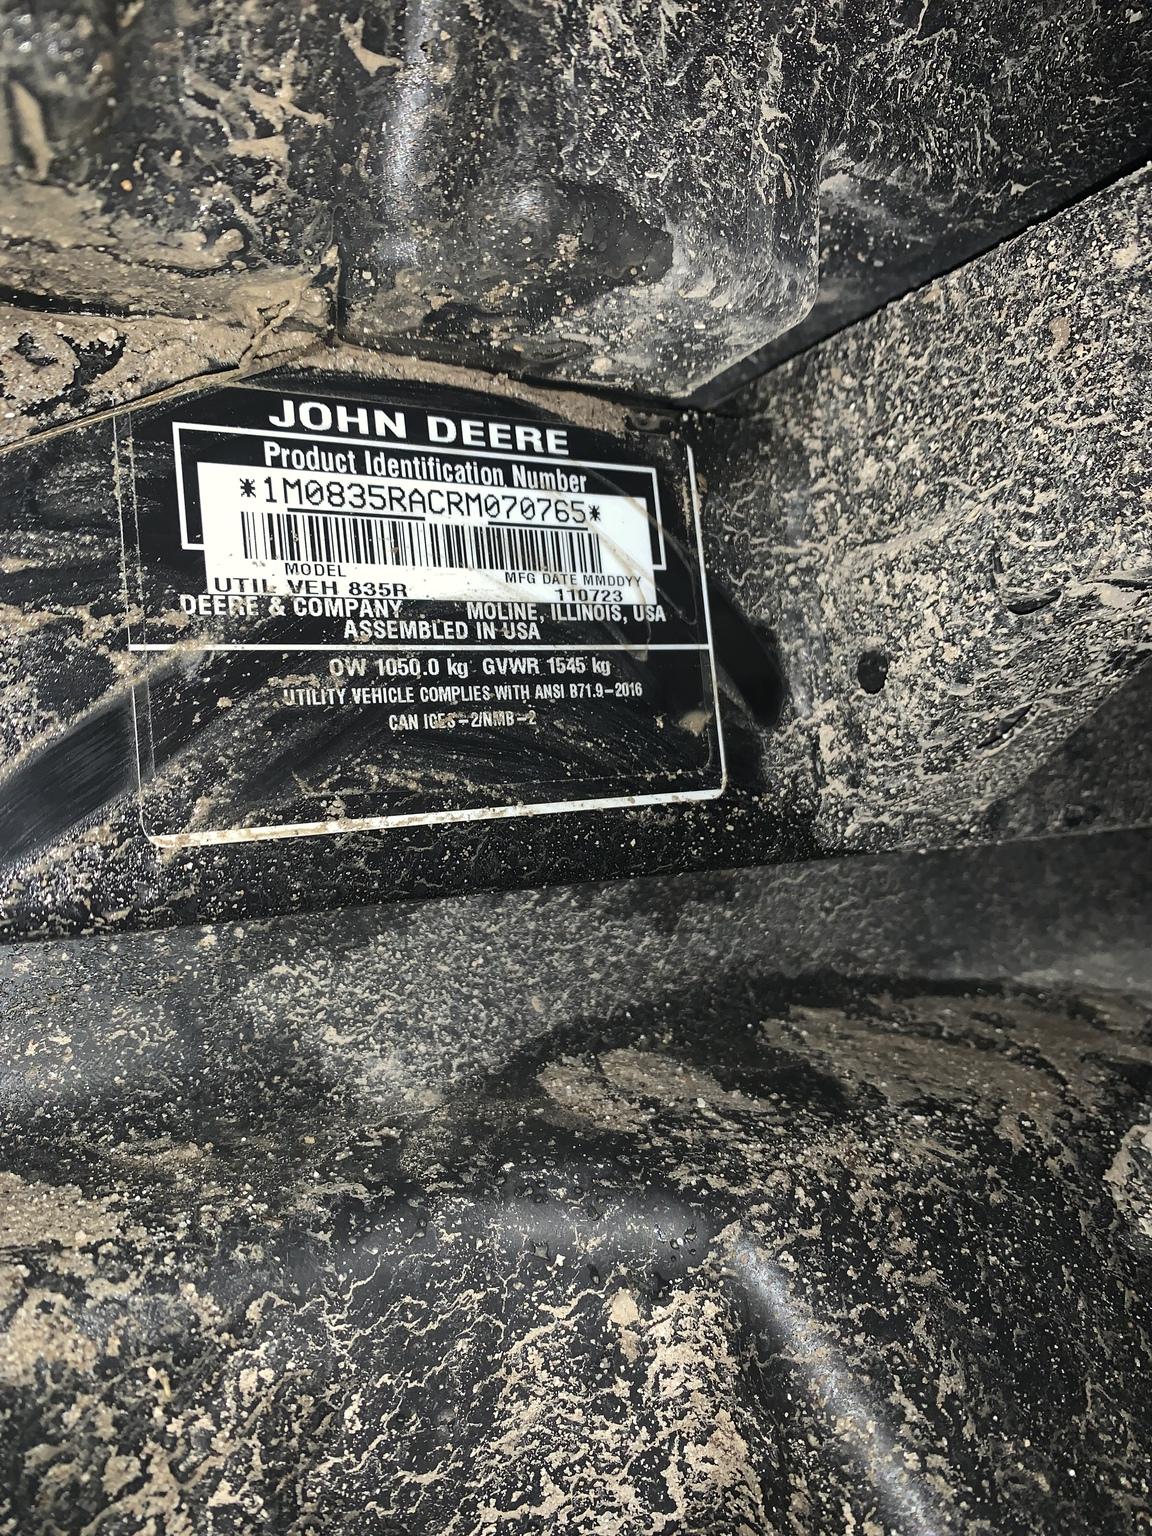 JOHN DEERE
Product Identification Number
*1M0835RACRM070765*
MODEL MFG DATE MMDDYY
UTIL VEH 835R 110723
DEERE & COMPANY MOLINE, ILLINOIS, USA
ASSEMBLED IN USA
OW 1050.0 kg GVWR 1545 kg
UTILITY VEHICLE COMPLIES WITH ANSI B71.9-2016
CAN ICES-2/NMB-2